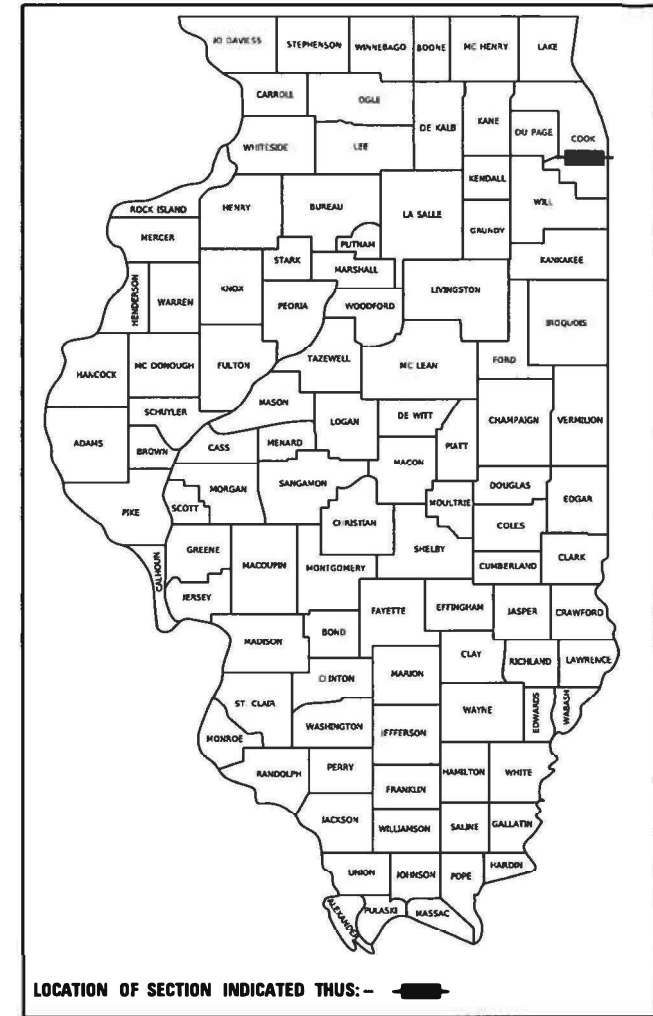 JO DAVIESS STEPHENSON WINNEBAGO BOONE MC HENRY LAKE
CARROLL OGLE DE KALB KANE DU PAGE COOK
WHITESIDE LEE KENDALL WILL
ROCK ISLAND HENRY BUREAU LA SALLE GRUNDY
MERCER PUTNAM KANKAKEE
HENDERSON WARREN KNOX STARK MARSHALL LIVINGSTON
PEORIA WOODFORD IROQUOIS
HANCOCK MC DONOUGH FULTON TAZEWELL MC LEAN FORD
SCHUYLER MASON LOGAN DE WITT CHAMPAIGN VERMILION
ADAMS BROWN CASS MENARD MACON PIATT
PIKE SCOTT MORGAN SANGAMON CHRISTIAN MOULTRIE DOUGLAS EDGAR
COLES
CALHOUN GREENE MACOUPIN MONTGOMERY SHELBY CUMBERLAND CLARK
JERSEY FAYETTE EFFINGHAM JASPER CRAWFORD
MADISON BOND CLAY RICHLAND LAWRENCE
ST. CLAIR CLINTON MARION WAYNE EDWARDS WABASH
MONROE WASHINGTON JEFFERSON
RANDOLPH PERRY FRANKLIN HAMILTON WHITE
JACKSON WILLIAMSON SALINE GALLATIN
UNION JOHNSON POPE HARDIN
ALEXANDER PULASKI MASSAC
LOCATION OF SECTION INDICATED THUS: -